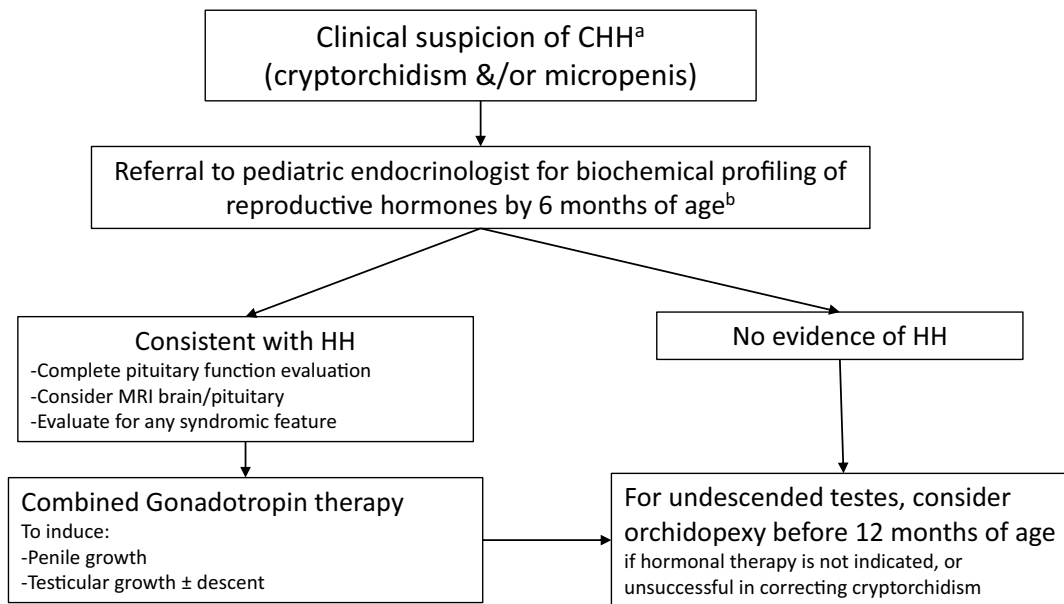 Clinical suspicion of CHHᵃ
(cryptorchidism &/or micropenis)
Referral to pediatric endocrinologist for biochemical profiling of
reproductive hormones by 6 months of ageᵇ
Consistent with HH
-Complete pituitary function evaluation
-Consider MRI brain/pituitary
-Evaluate for any syndromic feature
No evidence of HH
Combined Gonadotropin therapy
To induce:
-Penile growth
-Testicular growth ± descent
For undescended testes, consider
orchidopexy before 12 months of age
if hormonal therapy is not indicated, or
unsuccessful in correcting cryptorchidism